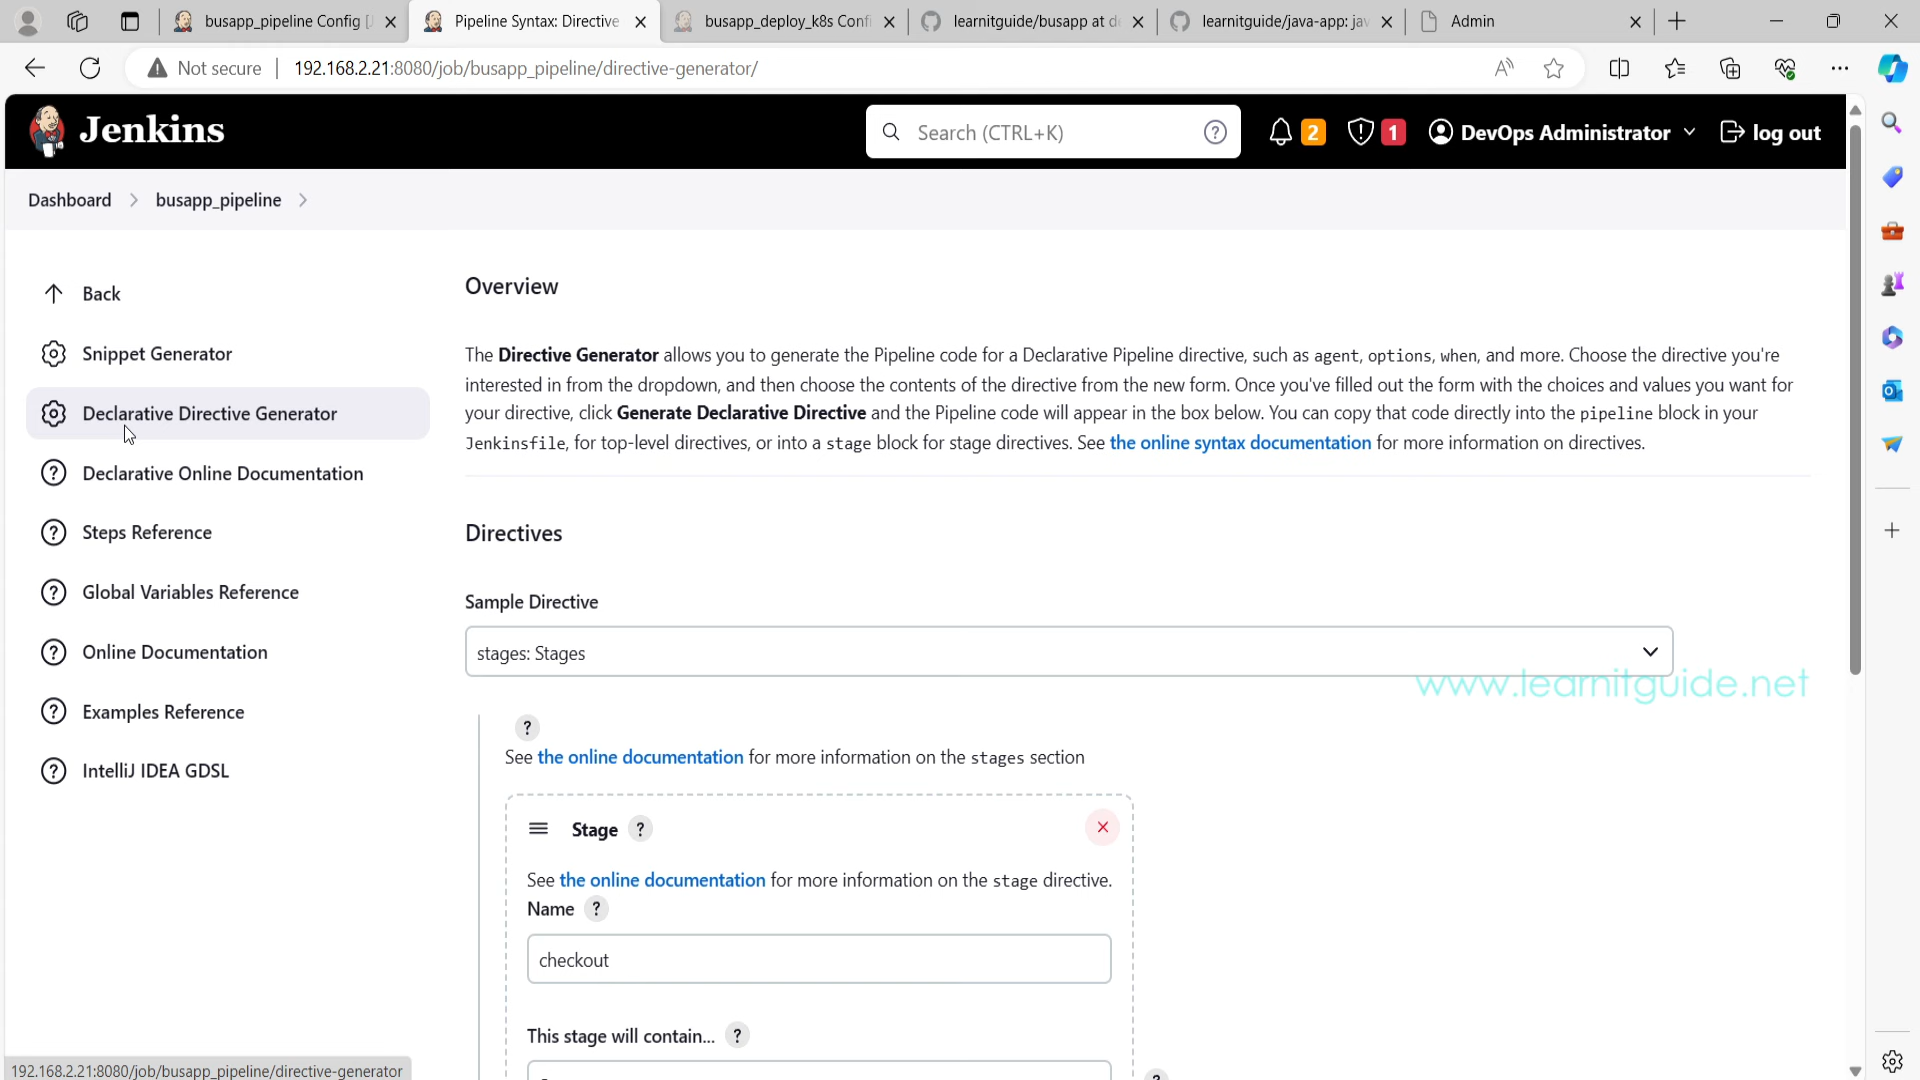 busapp_pipeline Config [J
Pipeline Syntax: Directive
busapp_deploy_k8s Confi
learnitguide/busapp at d
learnitguide/java-app: jav
Admin
Not secure
192.168.2.21:8080/job/busapp_pipeline/directive-generator/
Jenkins
Search (CTRL+K)
2
1
DevOps Administrator
log out
Dashboard
busapp_pipeline
Back
Snippet Generator
Declarative Directive Generator
Declarative Online Documentation
Steps Reference
Global Variables Reference
Online Documentation
Examples Reference
IntelliJ IDEA GDSL
Overview
The Directive Generator allows you to generate the Pipeline code for a Declarative Pipeline directive, such as agent, options, when, and more. Choose the directive you're
interested in from the dropdown, and then choose the contents of the directive from the new form. Once you've filled out the form with the choices and values you want for
your directive, click Generate Declarative Directive and the Pipeline code will appear in the box below. You can copy that code directly into the pipeline block in your
Jenkinsfile, for top-level directives, or into a stage block for stage directives. See the online syntax documentation for more information on directives.
Directives
Sample Directive
stages: Stages
www.learnitguide.net
?
See the online documentation for more information on the stages section
Stage ?
See the online documentation for more information on the stage directive.
Name ?
checkout
This stage will contain... ?
192.168.2.21:8080/job/busapp_pipeline/directive-generator